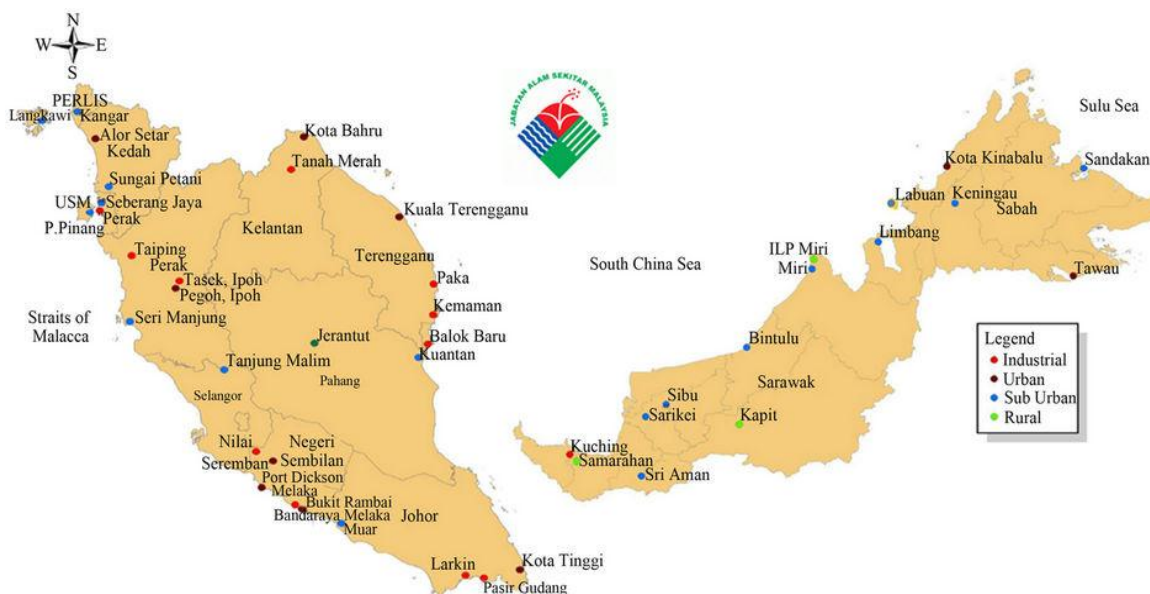 N
W E
S
JABATAN ALAM SEKITAR MALAYSIA
PERLIS
Langkawi
Kangar
Alor Setar
Kedah
Sungai Petani
USM
Seberang Jaya
Perak
P.Pinang
Taiping
Perak
Tasek, Ipoh
Pegoh, Ipoh
Straits of
Malacca
Seri Manjung
Tanjung Malim
Selangor
Kota Bahru
Tanah Merah
Kelantan
Kuala Terengganu
Terengganu
Paka
Kemaman
Balok Baru
Kuantan
Jerantut
Pahang
Nilai
Negeri
Seremban
Sembilan
Port Dickson
Melaka
Bukit Rambai
Bandaraya Melaka
Muar
Johor
Larkin
Kota Tinggi
Pasir Gudang
South China Sea
Sulu Sea
Kota Kinabalu
Sandakan
Labuan
Keningau
Sabah
Limbang
ILP Miri
Miri
Tawau
Bintulu
Sarawak
Sibu
Sarikei
Kapit
Kuching
Samarahan
Sri Aman
Legend
Industrial
Urban
Sub Urban
Rural